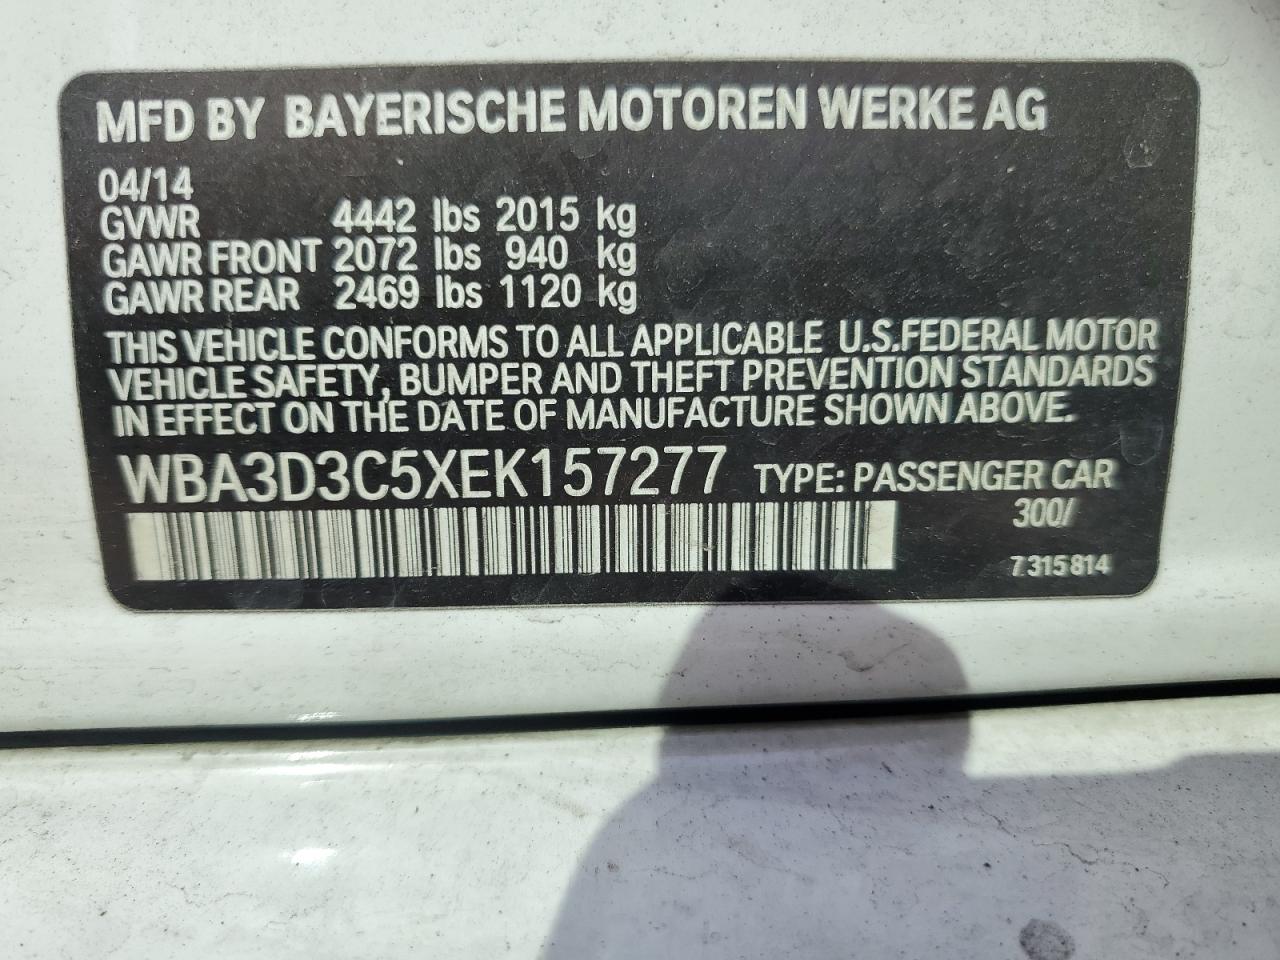 MFD BY BAYERISCHE MOTOREN WERKE AG
04/14
GVWR 4442 lbs 2015 kg
GAWR FRONT 2072 lbs 940 kg
GAWR REAR 2469 lbs 1120 kg
THIS VEHICLE CONFORMS TO ALL APPLICABLE U.S.FEDERAL MOTOR
VEHICLE SAFETY, BUMPER AND THEFT PREVENTION STANDARDS
IN EFFECT ON THE DATE OF MANUFACTURE SHOWN ABOVE.
WBA3D3C5XEK157277 TYPE: PASSENGER CAR
300/
7 315 814